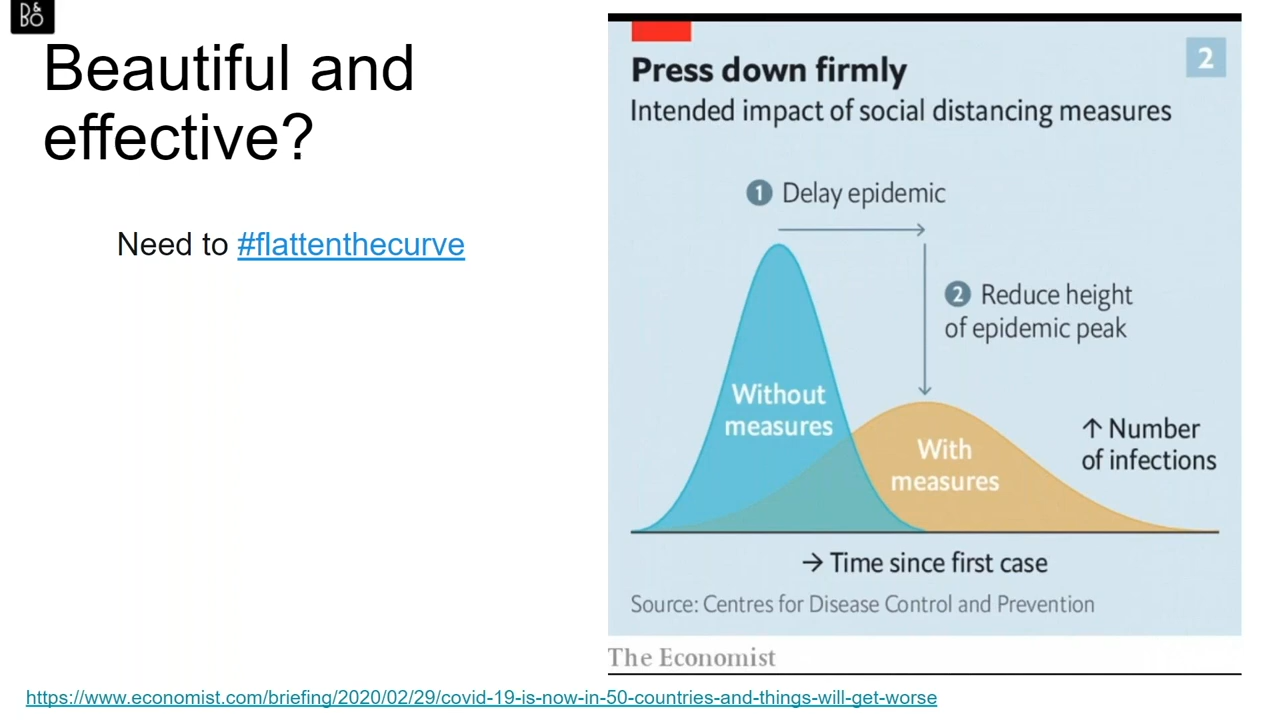 B&O
Beautiful and
effective?
Need to #flattenthecurve
2
Press down firmly
Intended impact of social distancing measures
1 Delay epidemic
2 Reduce height
of epidemic peak
Without
measures
With
measures
↑ Number
of infections
→ Time since first case
Source: Centres for Disease Control and Prevention
The Economist
https://www.economist.com/briefing/2020/02/29/covid-19-is-now-in-50-countries-and-things-will-get-worse